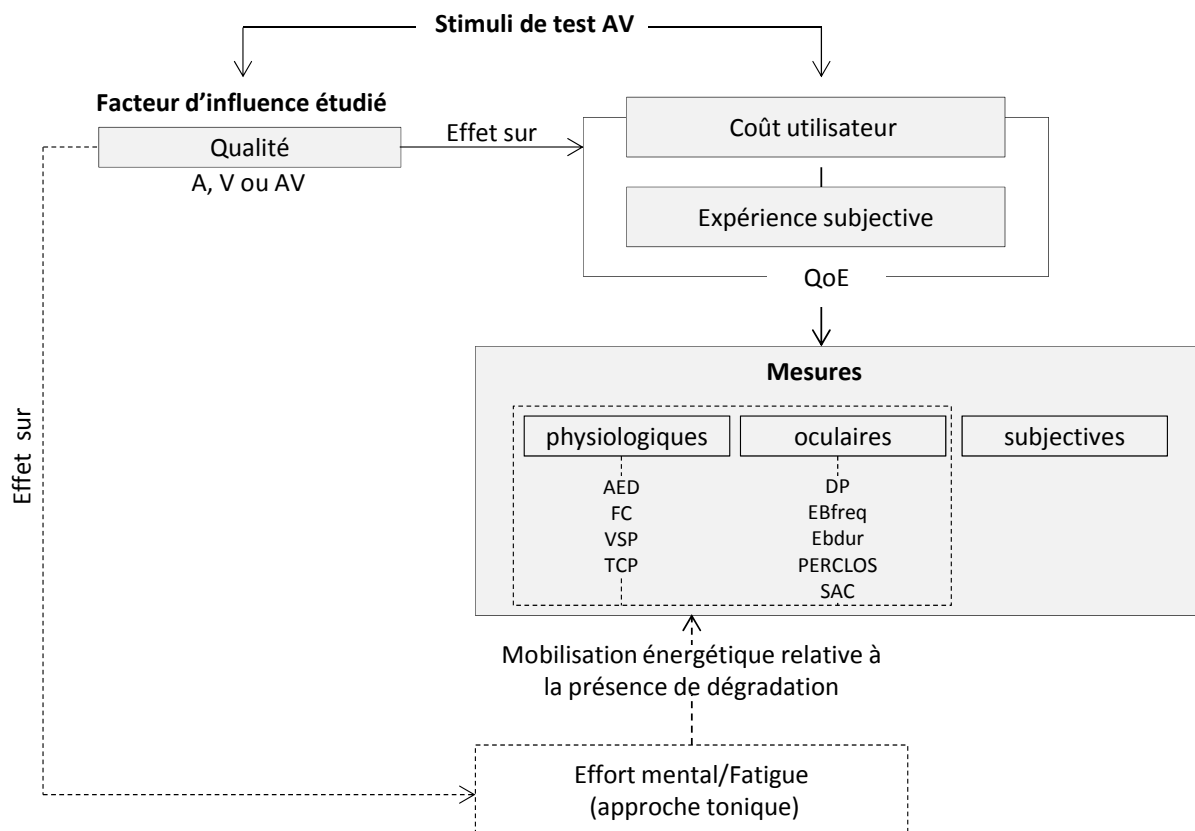 Stimuli de test AV
Facteur d'influence étudié
Qualité
A, V ou AV
Effet sur
Coût utilisateur
Expérience subjective
QoE
Effet sur
Mesures
physiologiques
oculaires
subjectives
AED
FC
VSP
TCP
DP
EBfreq
Ebdur
PERCLOS
SAC
Mobilisation énergétique relative à
la présence de dégradation
Effort mental/Fatigue
(approche tonique)